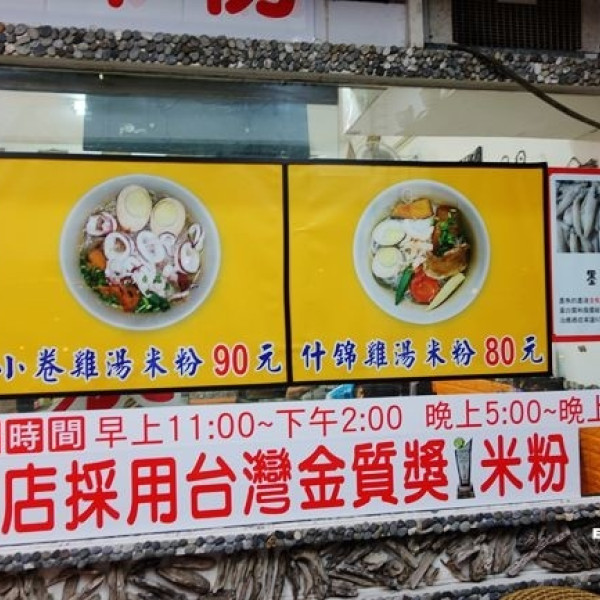 小卷雞湯米粉 90元
什錦雞湯米粉 80元
時間 早上11:00~下午2:00 晚上5:00~晚上
店採用台灣金質獎米粉